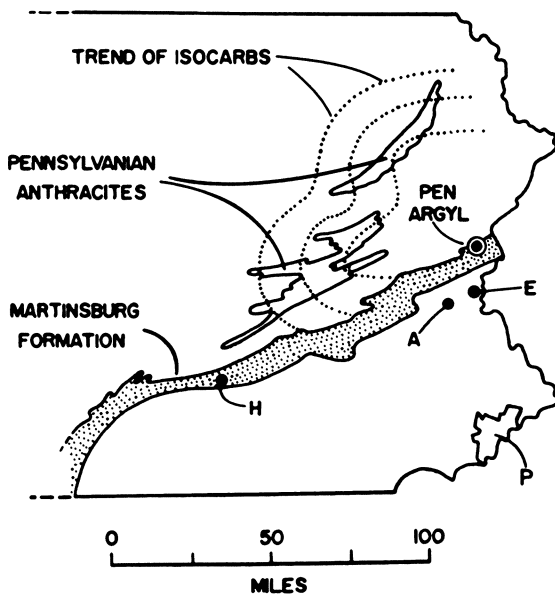 TREND OF ISOCARBS
PENNSYLVANIAN
ANTHRACITES
PEN
ARGYL
MARTINSBURG
FORMATION
E
A
H
P
0 50 100
MILES